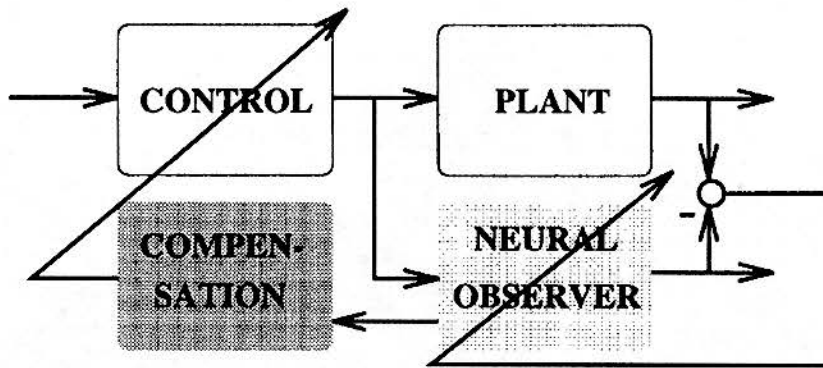 CONTROL
PLANT
COMPEN-
SATION
NEURAL
OBSERVER
-